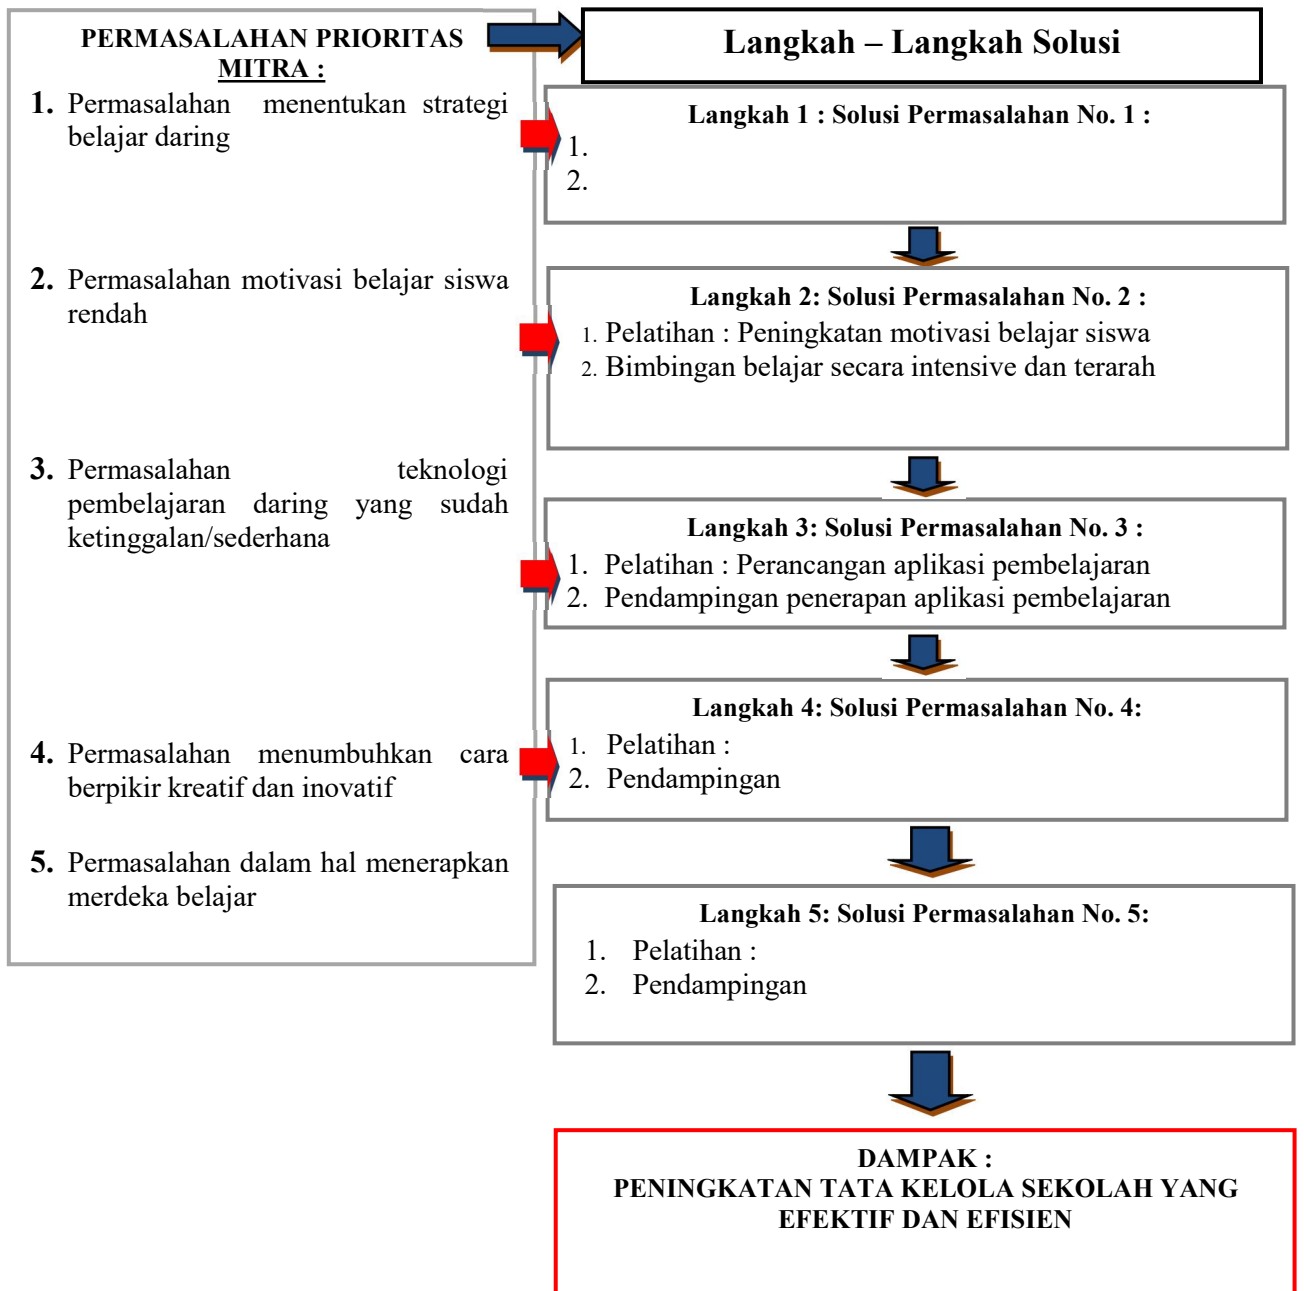 PERMASALAHAN PRIORITAS
MITRA :
1. Permasalahan menentukan strategi
belajar daring
2. Permasalahan motivasi belajar siswa
rendah
3. Permasalahan teknologi
pembelajaran daring yang sudah
ketinggalan/sederhana
4. Permasalahan menumbuhkan cara
berpikir kreatif dan inovatif
5. Permasalahan dalam hal menerapkan
merdeka belajar
Langkah – Langkah Solusi
Langkah 1 : Solusi Permasalahan No. 1 :
1.
2.
Langkah 2: Solusi Permasalahan No. 2 :
1. Pelatihan : Peningkatan motivasi belajar siswa
2. Bimbingan belajar secara intensive dan terarah
Langkah 3: Solusi Permasalahan No. 3 :
1. Pelatihan : Perancangan aplikasi pembelajaran
2. Pendampingan penerapan aplikasi pembelajaran
Langkah 4: Solusi Permasalahan No. 4:
1. Pelatihan :
2. Pendampingan
Langkah 5: Solusi Permasalahan No. 5:
1. Pelatihan :
2. Pendampingan
DAMPAK :
PENINGKATAN TATA KELOLA SEKOLAH YANG
EFEKTIF DAN EFISIEN